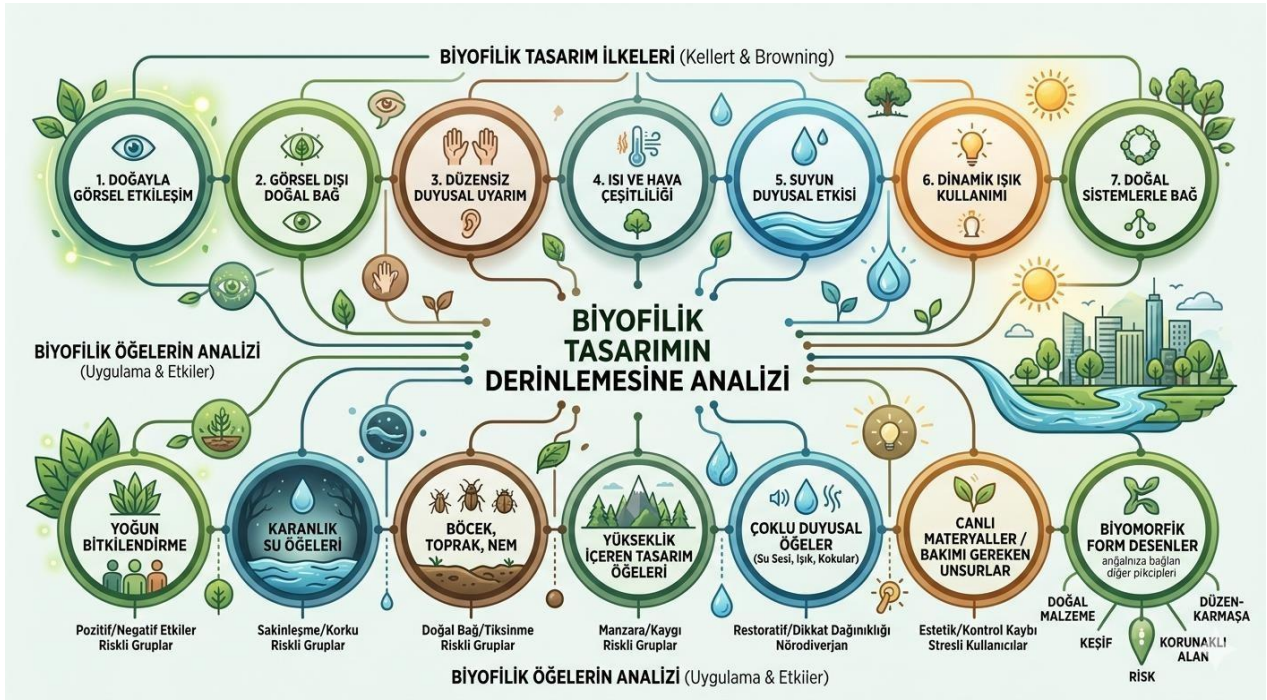 BİYOFİLİK TASARIM İLKELERİ (Kellert & Browning)
1. DOĞAYLA
GÖRSEL ETKİLEŞİM
2. GÖRSEL DIŞI
DOĞAL BAĞ
3. DÜZENSİZ
DUYUSAL UYARIM
4. ISI VE HAVA
ÇEŞİTLİLİĞİ
5. SUYUN
DUYUSAL ETKİSİ
6. DİNAMİK IŞIK
KULLANIMI
7. DOĞAL
SİSTEMLERLE BAĞ
BİYOFİLİK
TASARIMIN
DERİNLEMESİNE ANALİZİ
BİYOFİLİK ÖĞELERİN ANALİZİ
(Uygulama & Etkiler)
YOĞUN
BİTKİLENDİRME
KARANLIK
SU ÖĞELERİ
BÖCEK,
TOPRAK, NEM
YÜKSEKLİK
İÇEREN TASARIM
ÖĞELERİ
ÇOKLU DUYUSAL
ÖĞELER
(Su Sesi, Işık, Kokular)
CANLI
MATERYALLER /
BAKIMI GEREKEN
UNSURLAR
BİYOMORFİK
FORM DESENLER
anğalnıza bağlan
diğer pikcipleri
Pozitif/Negatif Etkiler
Riskli Gruplar
Sakinleşme/Korku
Riskli Gruplar
Doğal Bağ/Tiksinme
Riskli Gruplar
Manzara/Kaygı
Riskli Gruplar
Restoratif/Dikkat Dağınıklığı
Nörodiverjan
Estetik/Kontrol Kaybı
Stresli Kullanıcılar
DOĞAL
MALZEME
KEŞİF
RİSK
KORUNAKLI
ALAN
DÜZEN-
KARMAŞA
BİYOFİLİK ÖĞELERİN ANALİZİ (Uygulama & Etkiler)